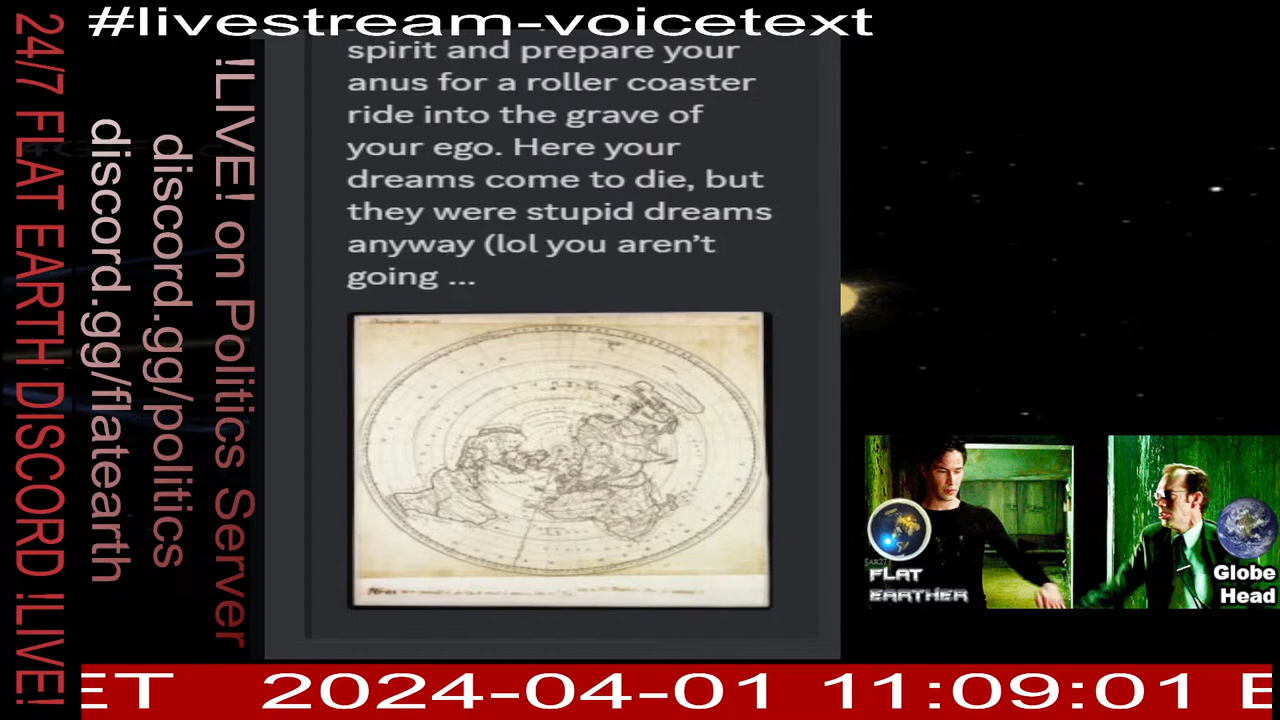 #livestream-voicetext
24/7 FLAT EARTH DISCORD !LIVE!
discord.gg/flatearth
discord.gg/politics
!LIVE! on Politics Server
spirit and prepare your
anus for a roller coaster
ride into the grave of
your ego. Here your
dreams come to die, but
they were stupid dreams
anyway (lol you aren’t
going ...
FLAT
EARTHER
Globe
Head
ET 2024-04-01 11:09:01 E